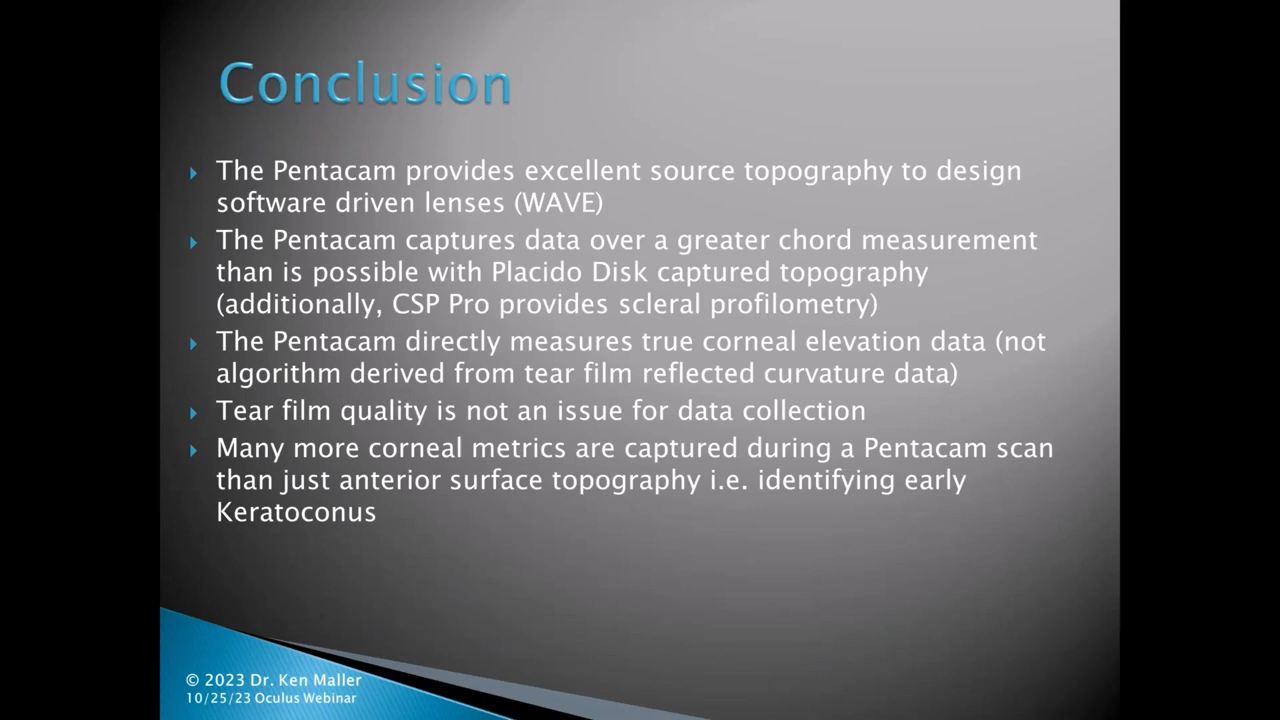 Conclusion
The Pentacam provides excellent source topography to design
software driven lenses (WAVE)
The Pentacam captures data over a greater chord measurement
than is possible with Placido Disk captured topography
(additionally, CSP Pro provides scleral profilometry)
The Pentacam directly measures true corneal elevation data (not
algorithm derived from tear film reflected curvature data)
Tear film quality is not an issue for data collection
Many more corneal metrics are captured during a Pentacam scan
than just anterior surface topography i.e. identifying early
Keratoconus
© 2023 Dr. Ken Maller
10/25/23 Oculus Webinar